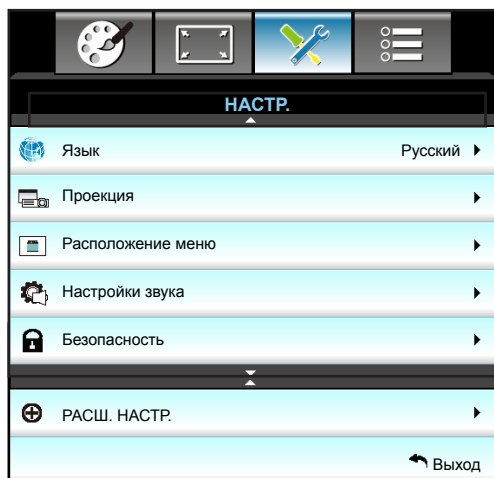 НАСТР.
Язык Русский
Проекция
Расположение меню
Настройки звука
Безопасность
РАСШ. НАСТР.
Выход